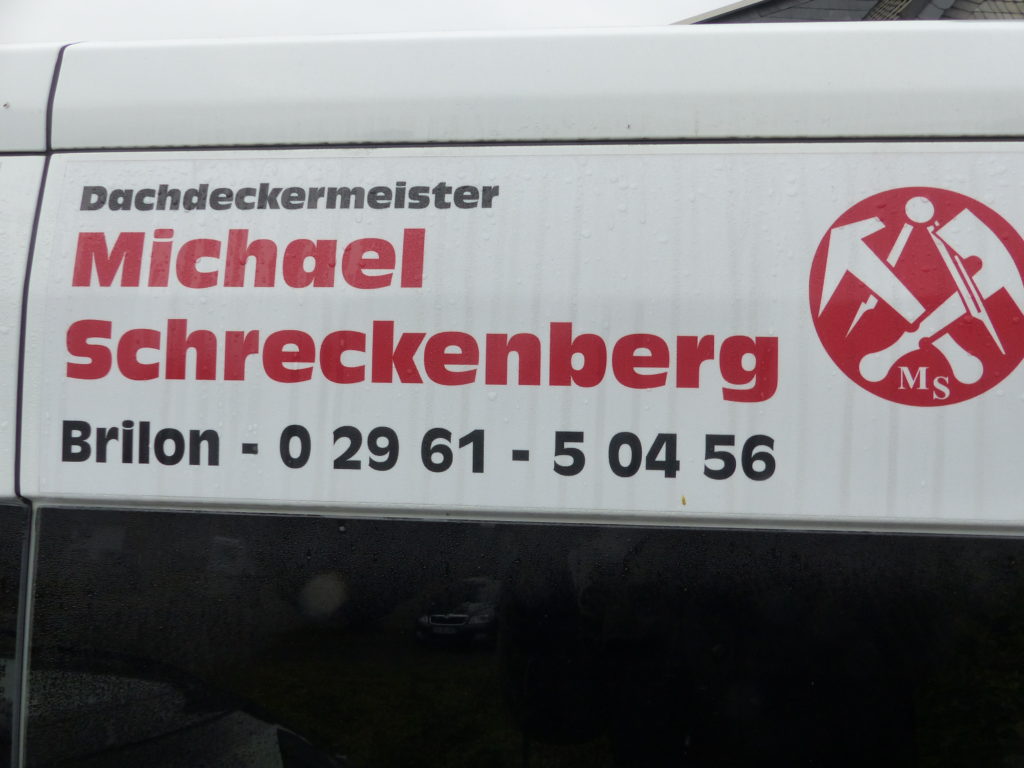 Dachdeckermeister
Michael
Schreckenberg
Brilon - 0 29 61 - 5 04 56
MS